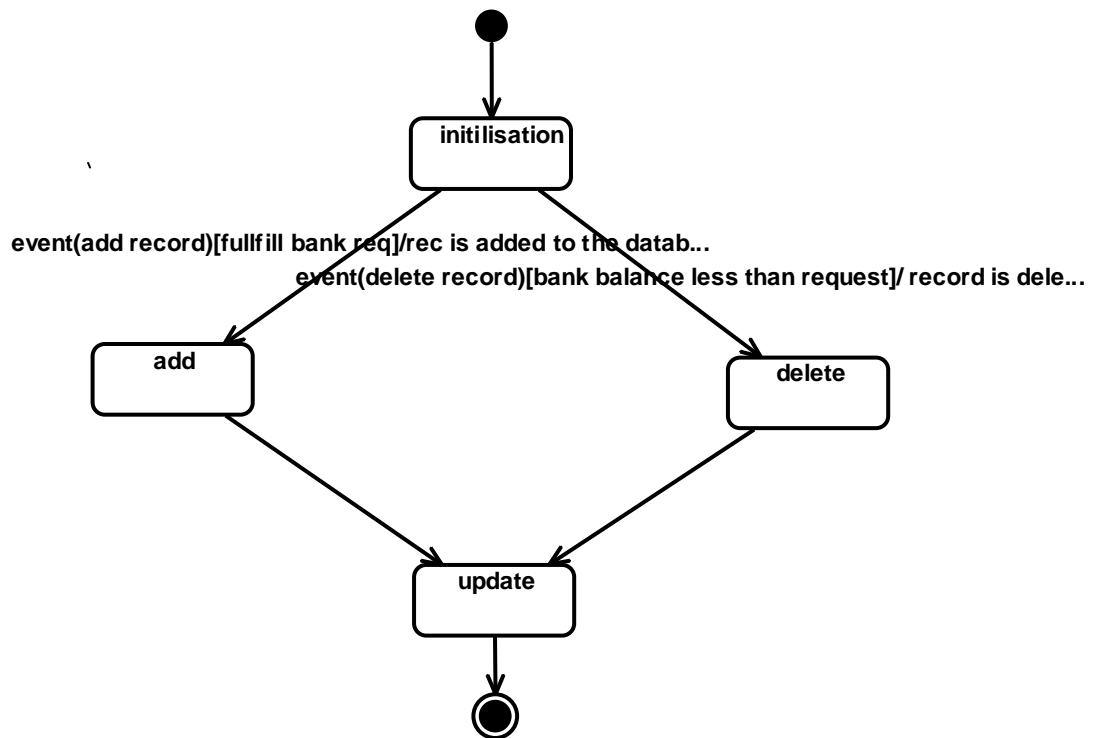 initilisation
event(add record)[fullfill bank req]/rec is added to the datab...
event(delete record)[bank balance less than request]/ record is dele...
add
delete
update